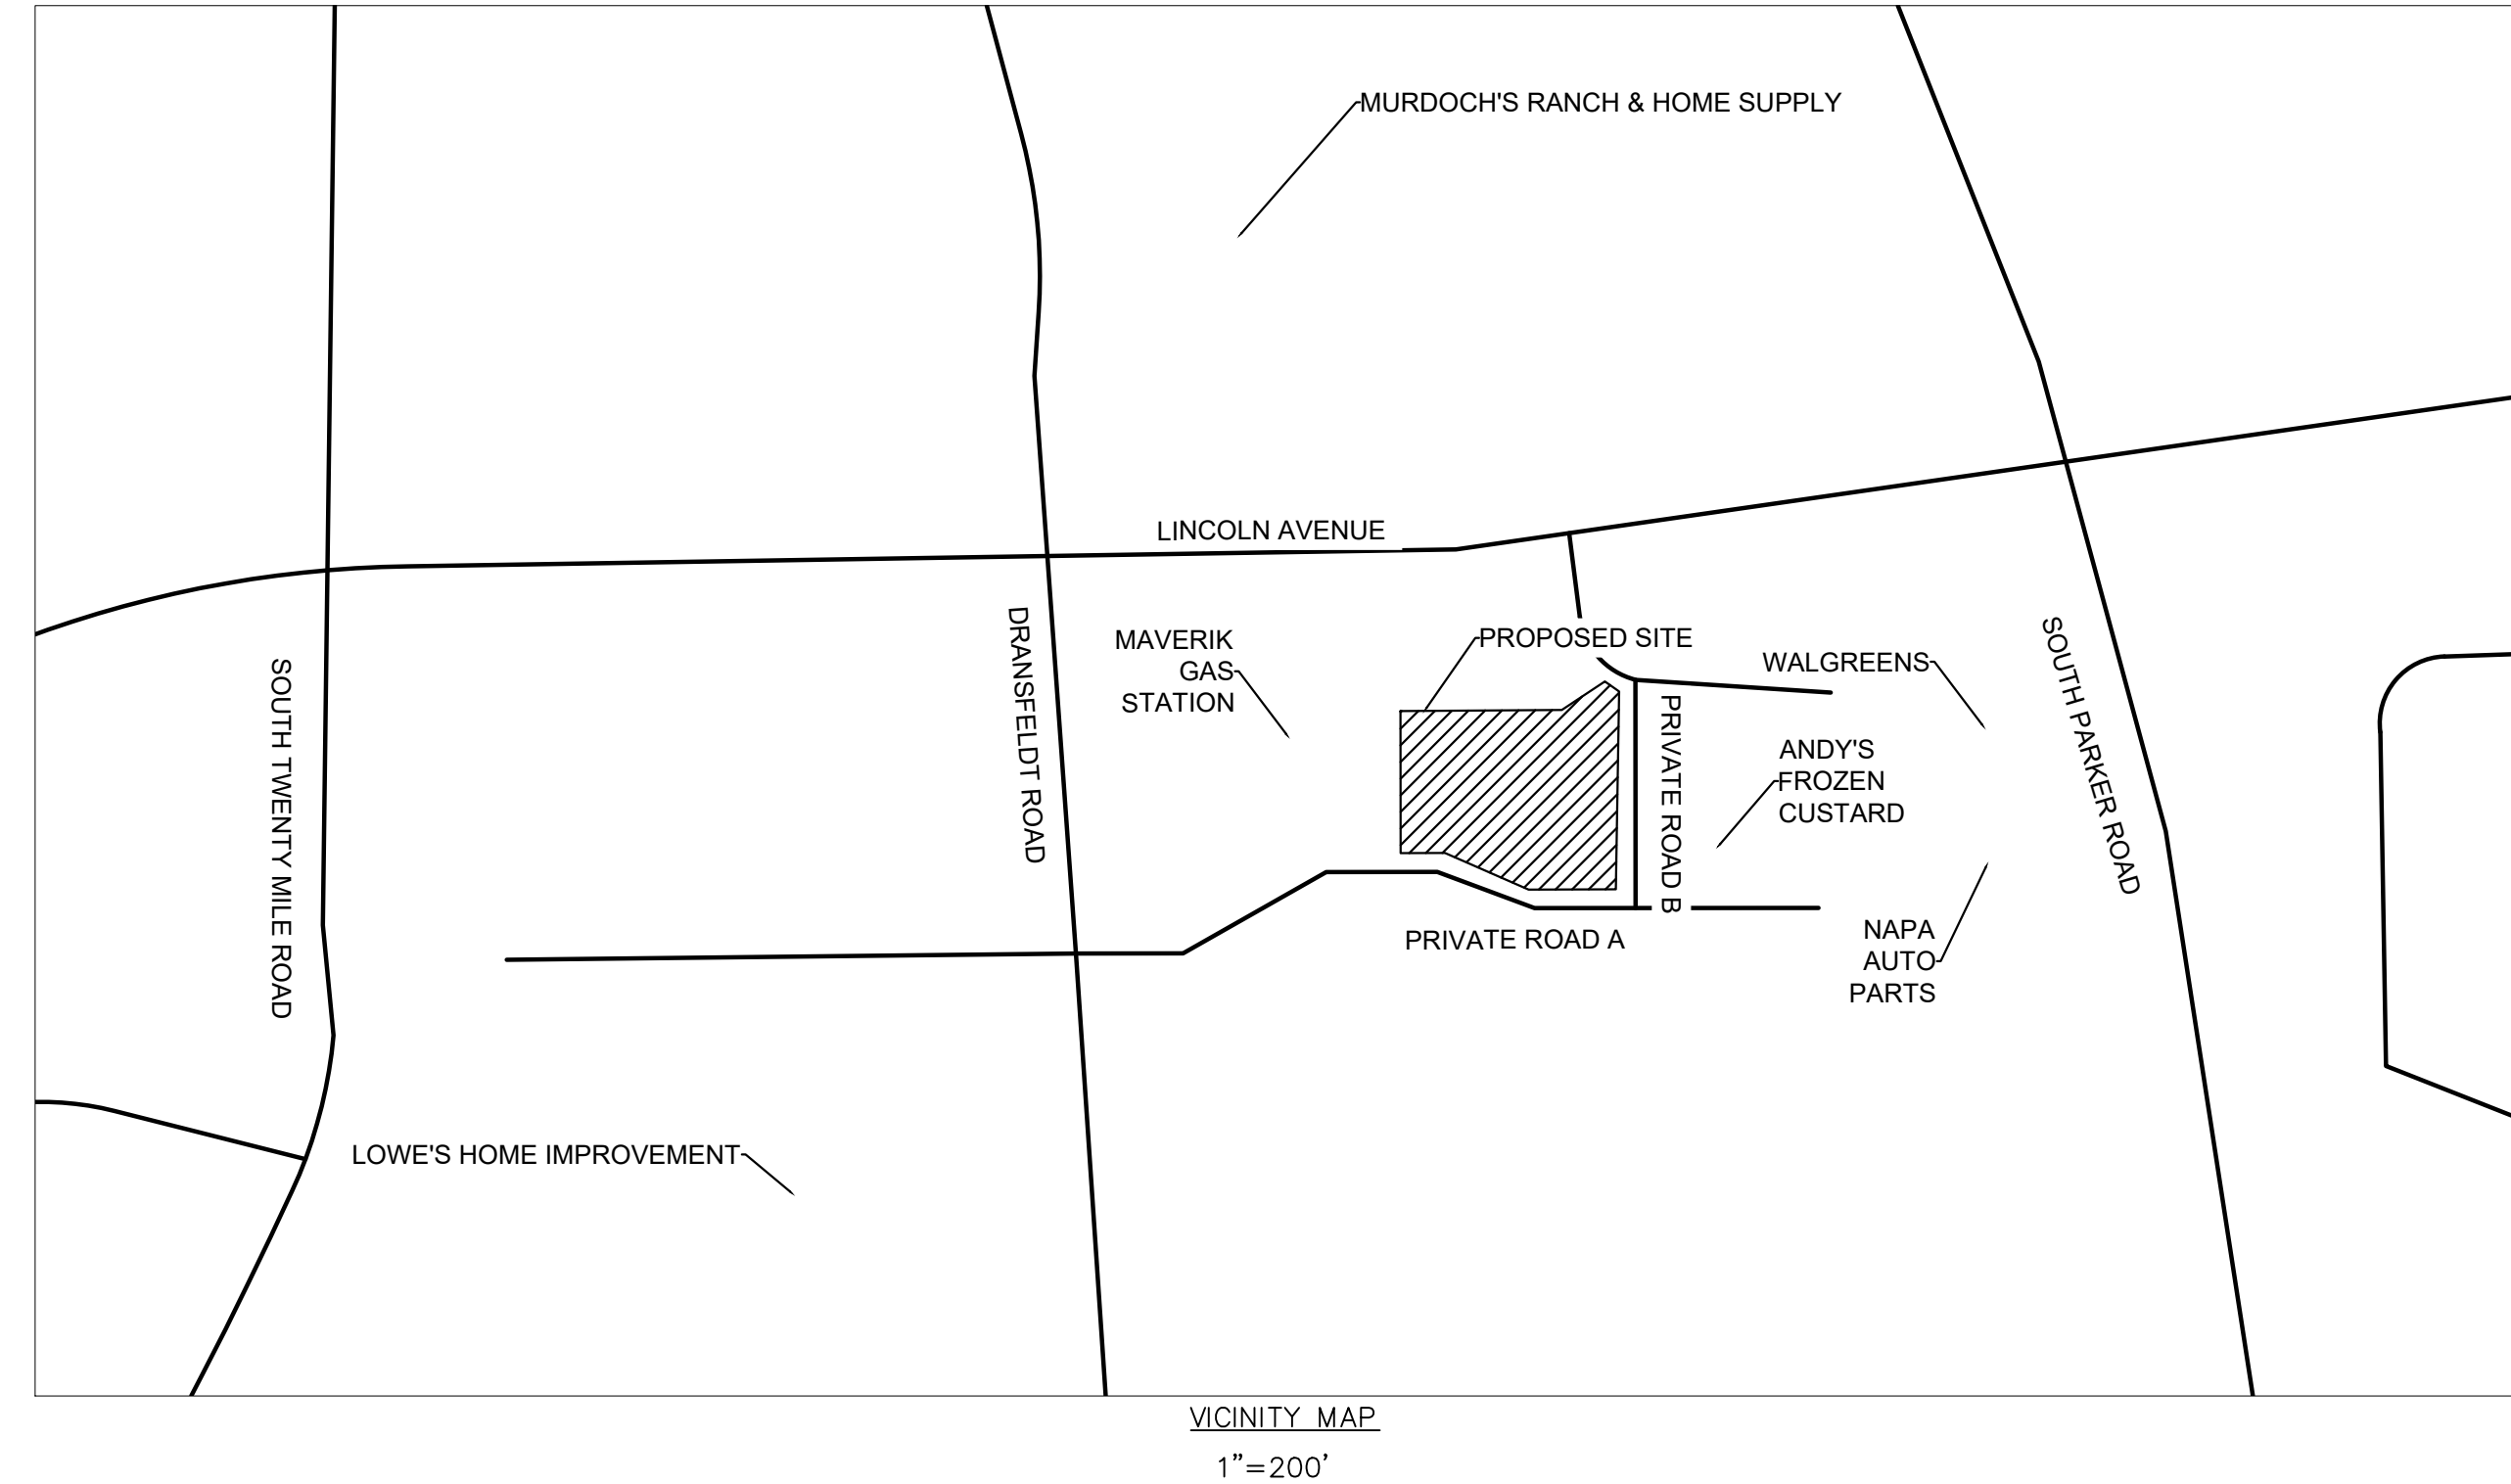 MURDOCH'S RANCH & HOME SUPPLY
LINCOLN AVENUE
MAVERIK
GAS
STATION
PROPOSED SITE
WALGREENS
SOUTH TWENTY MILE ROAD
DRANSFELDT ROAD
PRIVATE ROAD B
SOUTH PARKER ROAD
ANDY'S
FROZEN
CUSTARD
PRIVATE ROAD A
NAPA
AUTO
PARTS
LOWE'S HOME IMPROVEMENT
VICINITY MAP
1”=200’